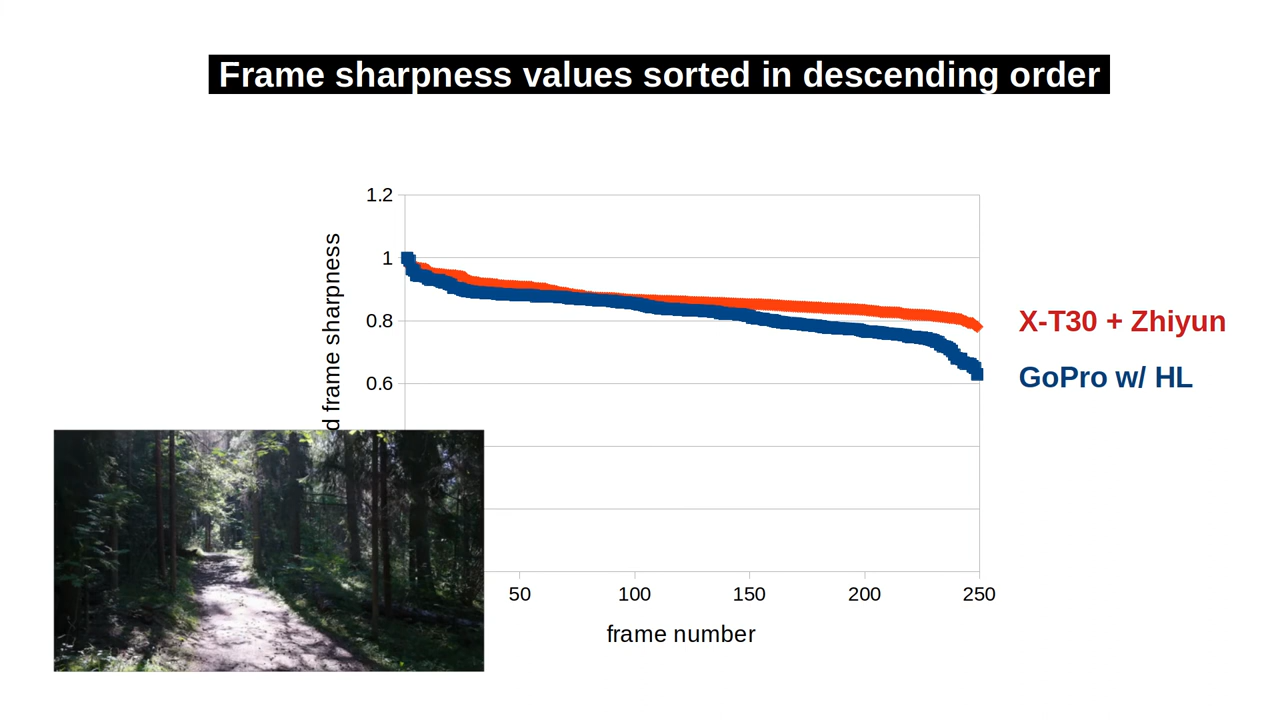 Frame sharpness values sorted in descending order
1.2
1
0.8
0.6
frame sharpness
50
100
150
200
250
frame number
X-T30 + Zhiyun
GoPro w/ HL